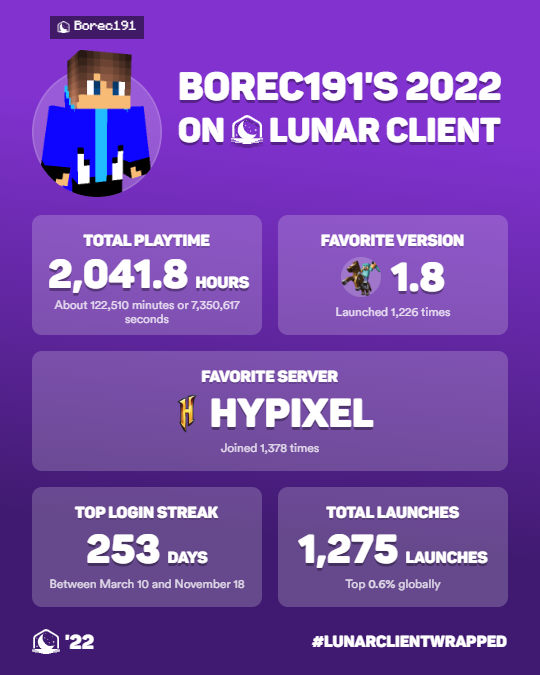 Borec191
BOREC191'S 2022
ON LUNAR CLIENT
TOTAL PLAYTIME
2,041.8 HOURS
About 122,510 minutes or 7,350,617
seconds
FAVORITE VERSION
1.8
Launched 1,226 times
FAVORITE SERVER
HYPIXEL
Joined 1,378 times
TOP LOGIN STREAK
253 DAYS
Between March 10 and November 18
TOTAL LAUNCHES
1,275 LAUNCHES
Top 0.6% globally
'22
#LUNARCLIENTWRAPPED